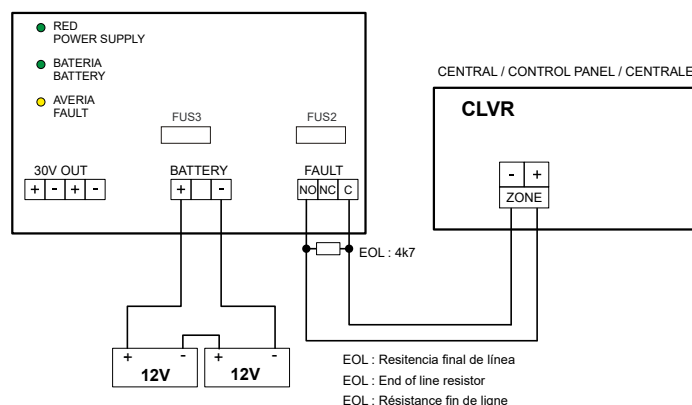 RED
POWER SUPPLY
BATERIA
BATTERY
AVERIA
FAULT
FUS3
FUS2
30V OUT
+ - + -
BATTERY
+ -
FAULT
NO NC C
EOL : 4k7
+ - + -
12V
12V
CENTRAL / CONTROL PANEL / CENTRALE
CLVR
- +
ZONE
EOL : Resitencia final de línea
EOL : End of line resistor
EOL : Résistance fin de ligne